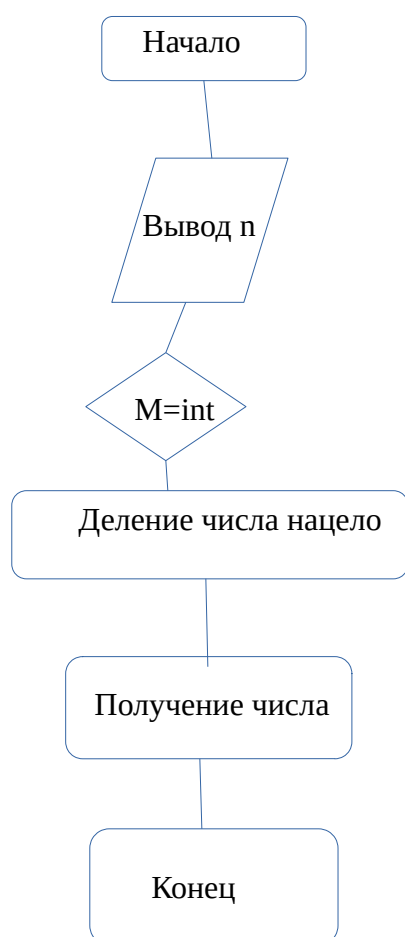 Начало
Вывод n
M=int
Деление числа нацело
Получение числа
Конец